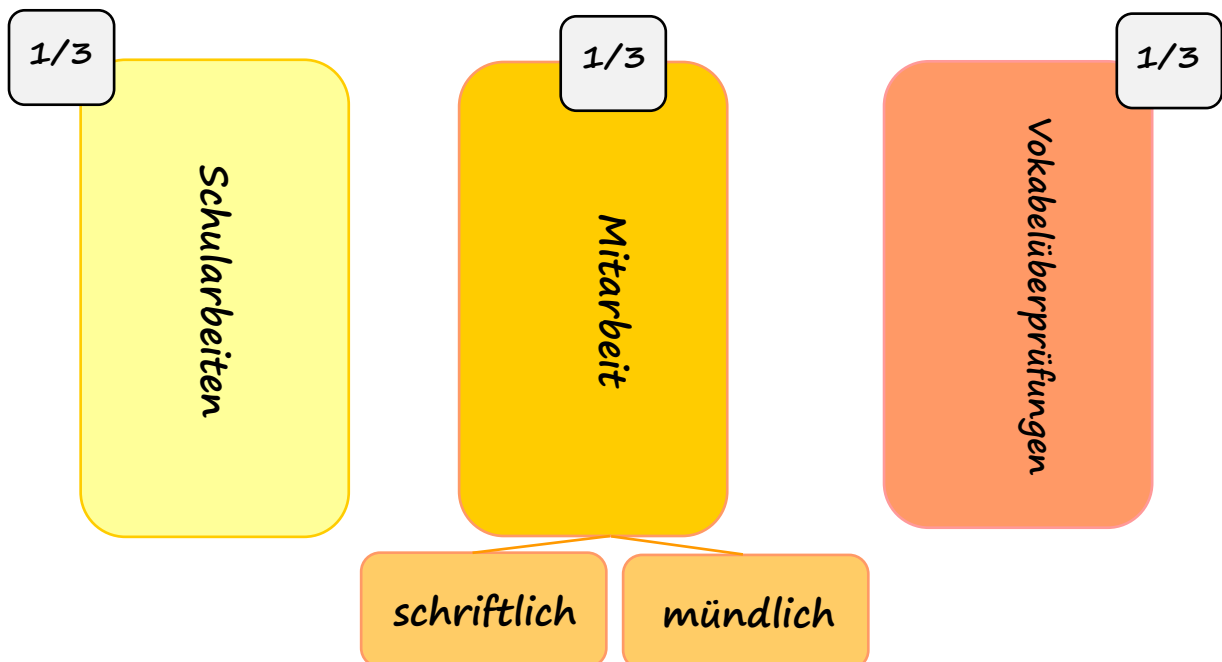 1/3
Schularbeiten
1/3
Mitarbeit
schriftlich
mündlich
1/3
Vokabelüberprüfungen